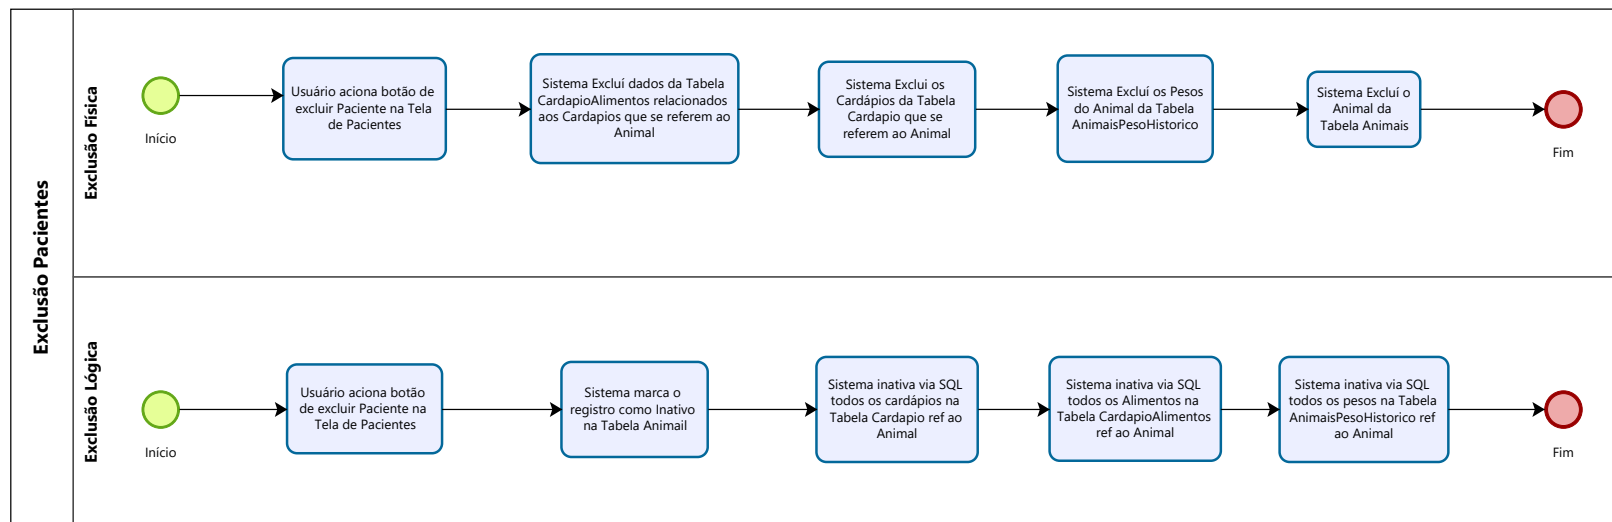 Exclusão Pacientes
Exclusão Física
Início
Usuário aciona botão de
excluir Paciente na Tela
de Pacientes
Sistema Excluí dados da Tabela
CardapioAlimentos relacionados
aos Cardapios que se referem ao
Animal
Sistema Exclui os
Cardápios da Tabela
Cardapio que se
referem ao Animal
Sistema Excluí os Pesos
do Animal da Tabela
AnimaisPesoHistorico
Sistema Excluí o
Animal da
Tabela Animais
Fim
Exclusão Lógica
Início
Usuário aciona botão
de excluir Paciente na
Tela de Pacientes
Sistema marca o
registro como Inativo
na Tabela Animail
Sistema inativa via SQL
todos os cardápios na
Tabela Cardapio ref ao
Animal
Sistema inativa via SQL
todos os Alimentos na
Tabela CardapioAlimentos
ref ao Animal
Sistema inativa via SQL
todos os pesos na Tabela
AnimaisPesoHistorico ref
ao Animal
Fim